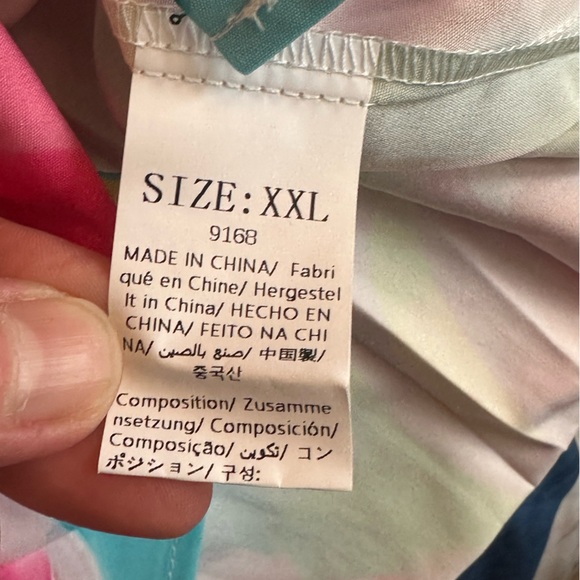 SIZE: XXL
9168
MADE IN CHINA/ Fabri
qué en Chine/ Hergestel
lt in China/ HECHO EN
CHINA/ FEITO NA CHI
NA/ صنع بالصين/ 中国製/
중국산
Composition/ Zusamme
nsetzung/ Composición/
Composição/ تكوين/ コン
ポジション/ 구성: